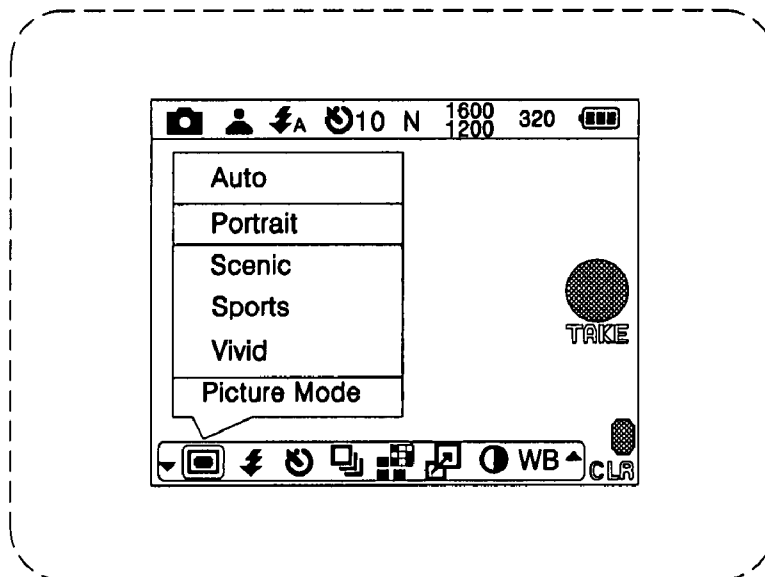 A 10 N 1600 1200 320
Auto
Portrait
Scenic
Sports
Vivid
Picture Mode
TAKE
WB
CLR